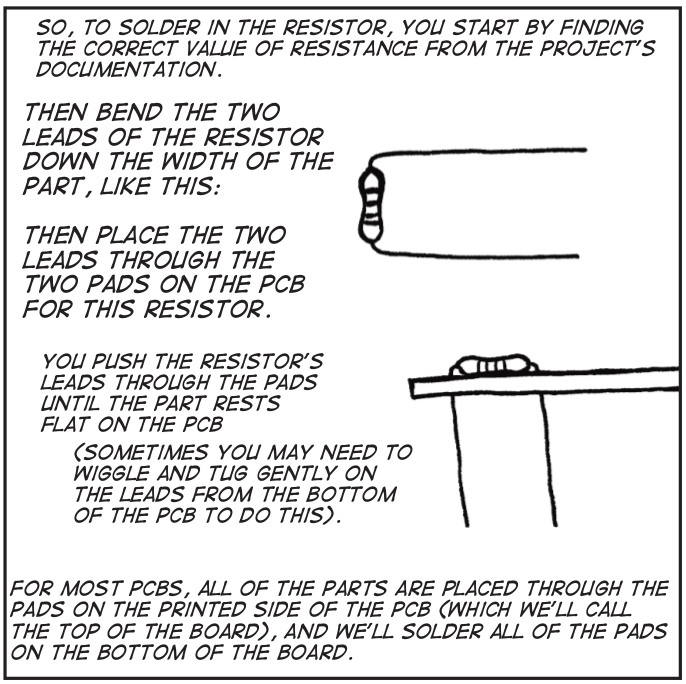 SO, TO SOLDER IN THE RESISTOR, YOU START BY FINDING
THE CORRECT VALUE OF RESISTANCE FROM THE PROJECT'S
DOCUMENTATION.
THEN BEND THE TWO
LEADS OF THE RESISTOR
DOWN THE WIDTH OF THE
PART, LIKE THIS:
THEN PLACE THE TWO
LEADS THROUGH THE
TWO PADS ON THE PCB
FOR THIS RESISTOR.
YOU PUSH THE RESISTOR'S
LEADS THROUGH THE PADS
UNTIL THE PART RESTS
FLAT ON THE PCB
(SOMETIMES YOU MAY NEED TO
WIGGLE AND TUG GENTLY ON
THE LEADS FROM THE BOTTOM
OF THE PCB TO DO THIS).
FOR MOST PCBS, ALL OF THE PARTS ARE PLACED THROUGH THE
PADS ON THE PRINTED SIDE OF THE PCB (WHICH WE'LL CALL
THE TOP OF THE BOARD), AND WE'LL SOLDER ALL OF THE PADS
ON THE BOTTOM OF THE BOARD.